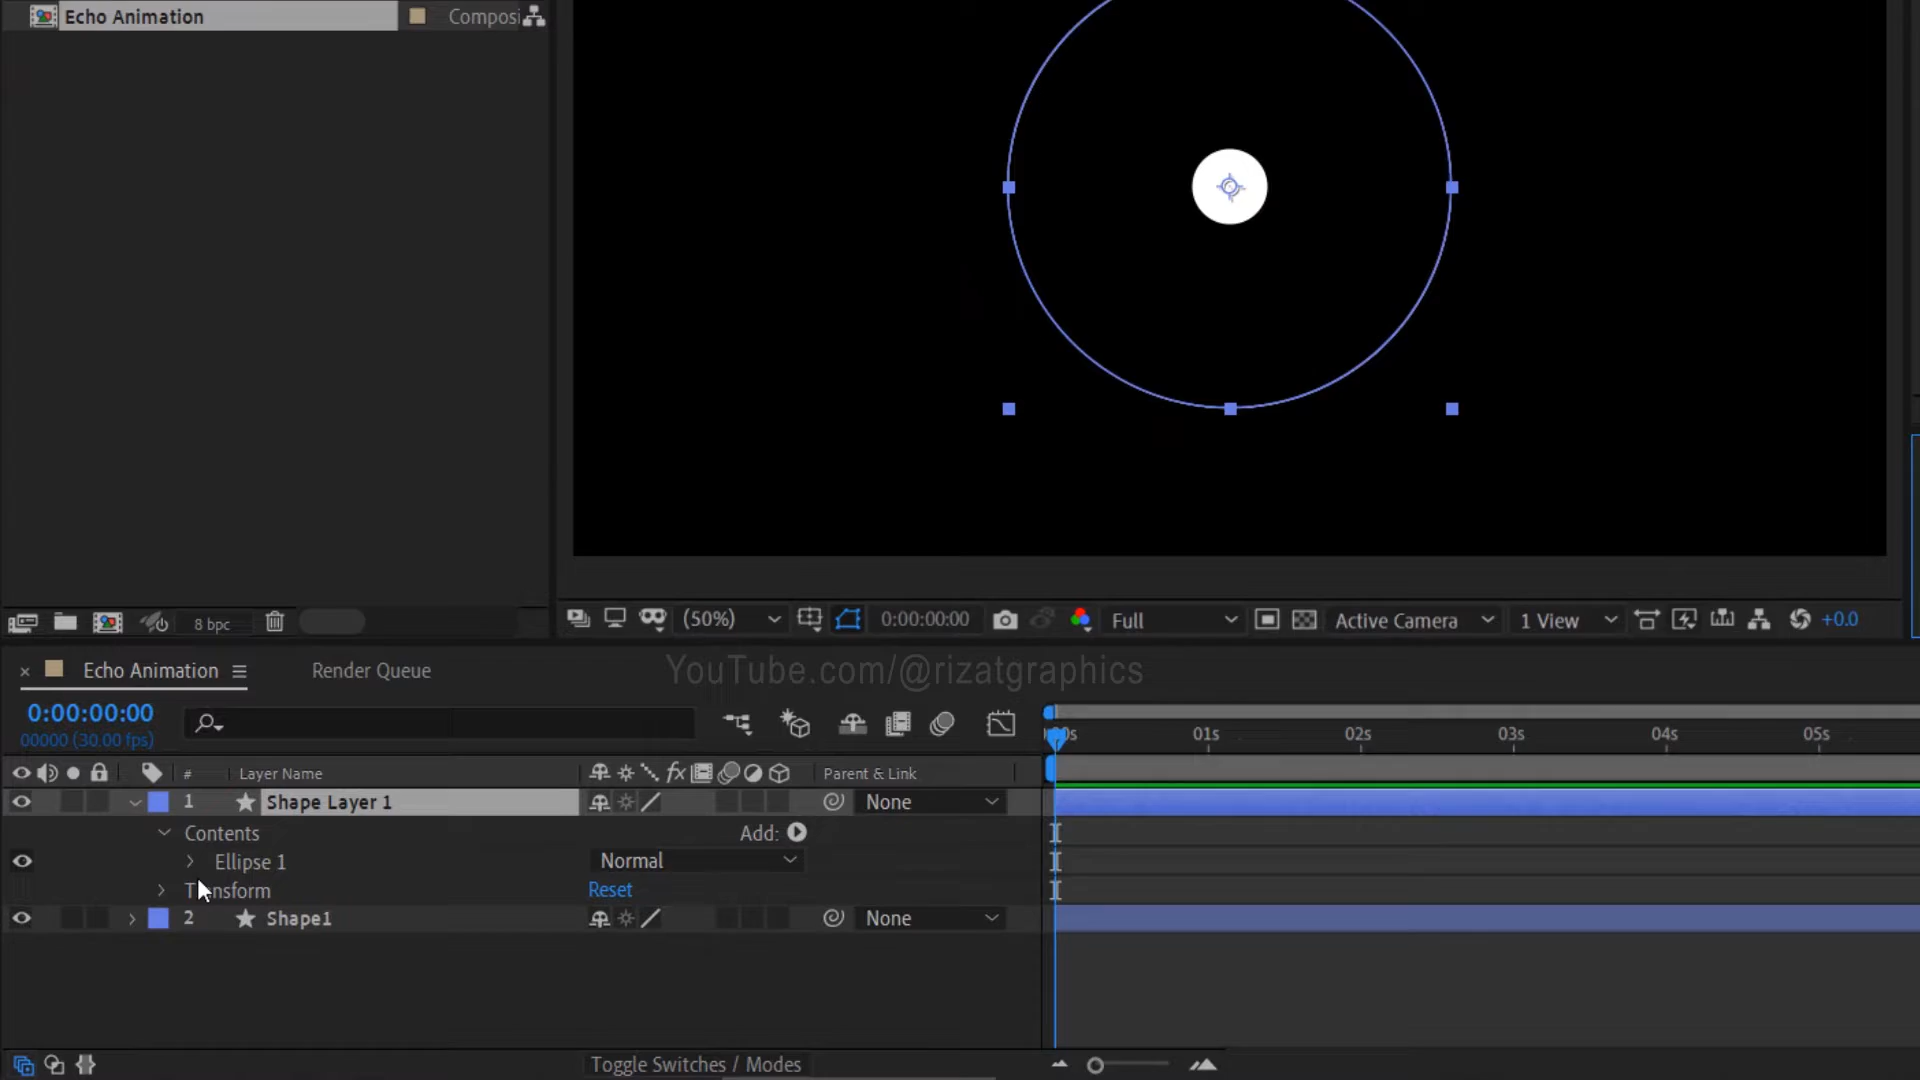 Echo Animation Composi
8 bpc
(50%) 0:00:00:00 Full Active Camera 1 View +0.0
Echo Animation Render Queue YouTube.com/@rizatgraphics
0:00:00:00
00000 (30.00 fps)
01s 02s 03s 04s 05s
# Layer Name Parent & Link
1 Shape Layer 1 None
Contents Add:
Ellipse 1 Normal
Transform Reset
2 Shape1 None
Toggle Switches / Modes